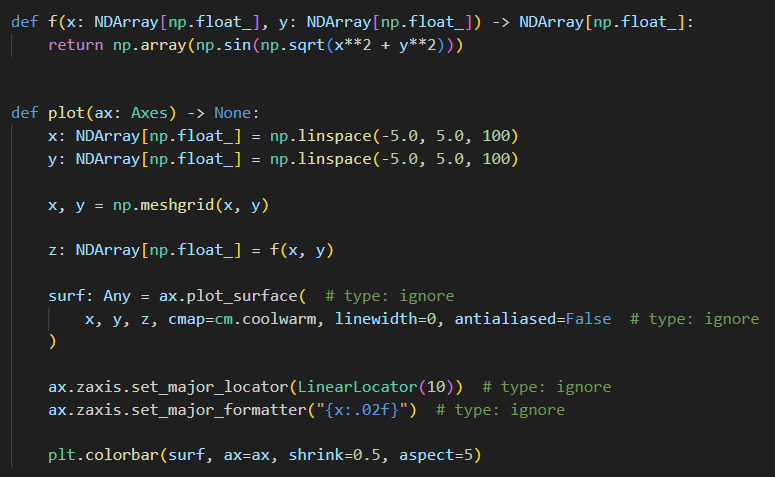 def f(x: NDArray[np.float_], y: NDArray[np.float_]) -> NDArray[np.float_]:
    return np.array(np.sin(np.sqrt(x**2 + y**2)))
def plot(ax: Axes) -> None:
    x: NDArray[np.float_] = np.linspace(-5.0, 5.0, 100)
    y: NDArray[np.float_] = np.linspace(-5.0, 5.0, 100)
    x, y = np.meshgrid(x, y)
    z: NDArray[np.float_] = f(x, y)
    surf: Any = ax.plot_surface(  # type: ignore
        x, y, z, cmap=cm.coolwarm, linewidth=0, antialiased=False  # type: ignore
    )
    ax.zaxis.set_major_locator(LinearLocator(10))  # type: ignore
    ax.zaxis.set_major_formatter("{x:.02f}")  # type: ignore
    plt.colorbar(surf, ax=ax, shrink=0.5, aspect=5)